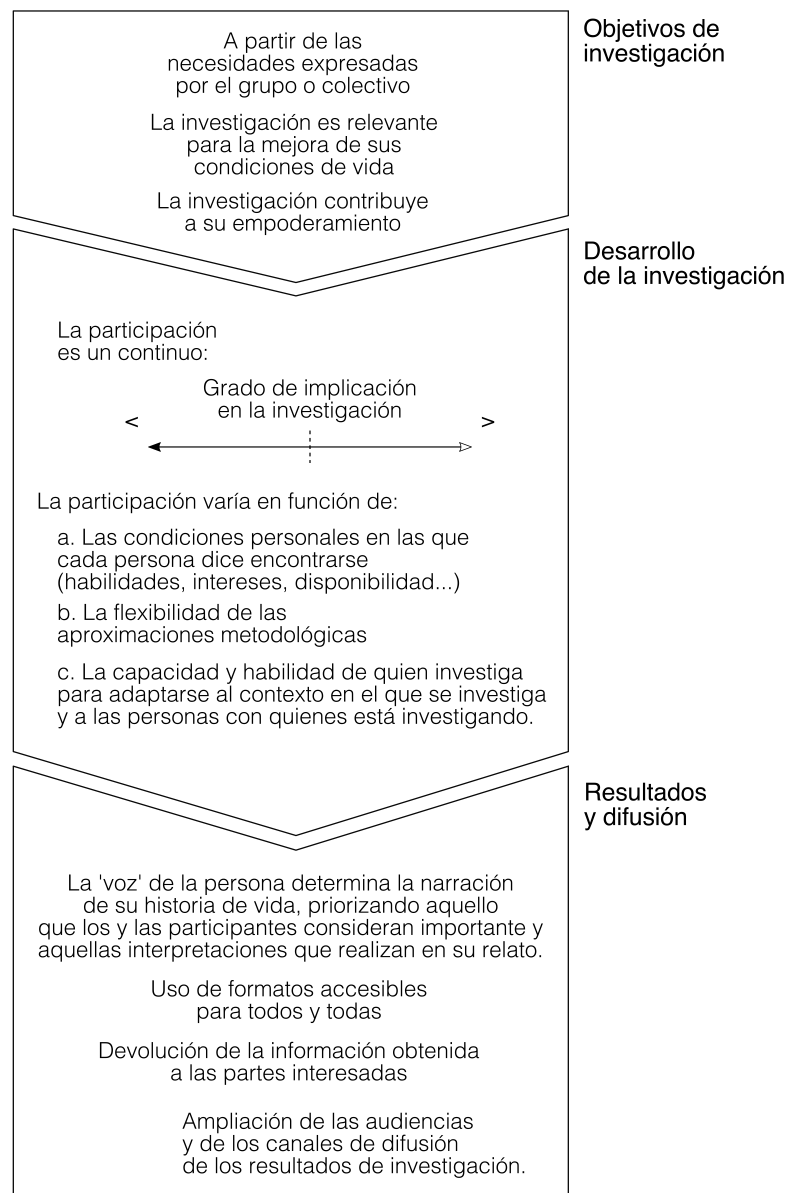 Objetivos de
investigación
A partir de las
necesidades expresadas
por el grupo o colectivo
La investigación es relevante
para la mejora de sus
condiciones de vida
La investigación contribuye
a su empoderamiento
Desarrollo
de la investigación
La participación
es un continuo:
Grado de implicación
en la investigación
< >
La participación varía en función de:
a. Las condiciones personales en las que
cada persona dice encontrarse
(habilidades, intereses, disponibilidad...)
b. La flexibilidad de las
aproximaciones metodológicas
c. La capacidad y habilidad de quien investiga
para adaptarse al contexto en el que se investiga
y a las personas con quienes está investigando.
Resultados
y difusión
La 'voz' de la persona determina la narración
de su historia de vida, priorizando aquello
que los y las participantes consideran importante y
aquellas interpretaciones que realizan en su relato.
Uso de formatos accesibles
para todos y todas
Devolución de la información obtenida
a las partes interesadas
Ampliación de las audiencias
y de los canales de difusión
de los resultados de investigación.